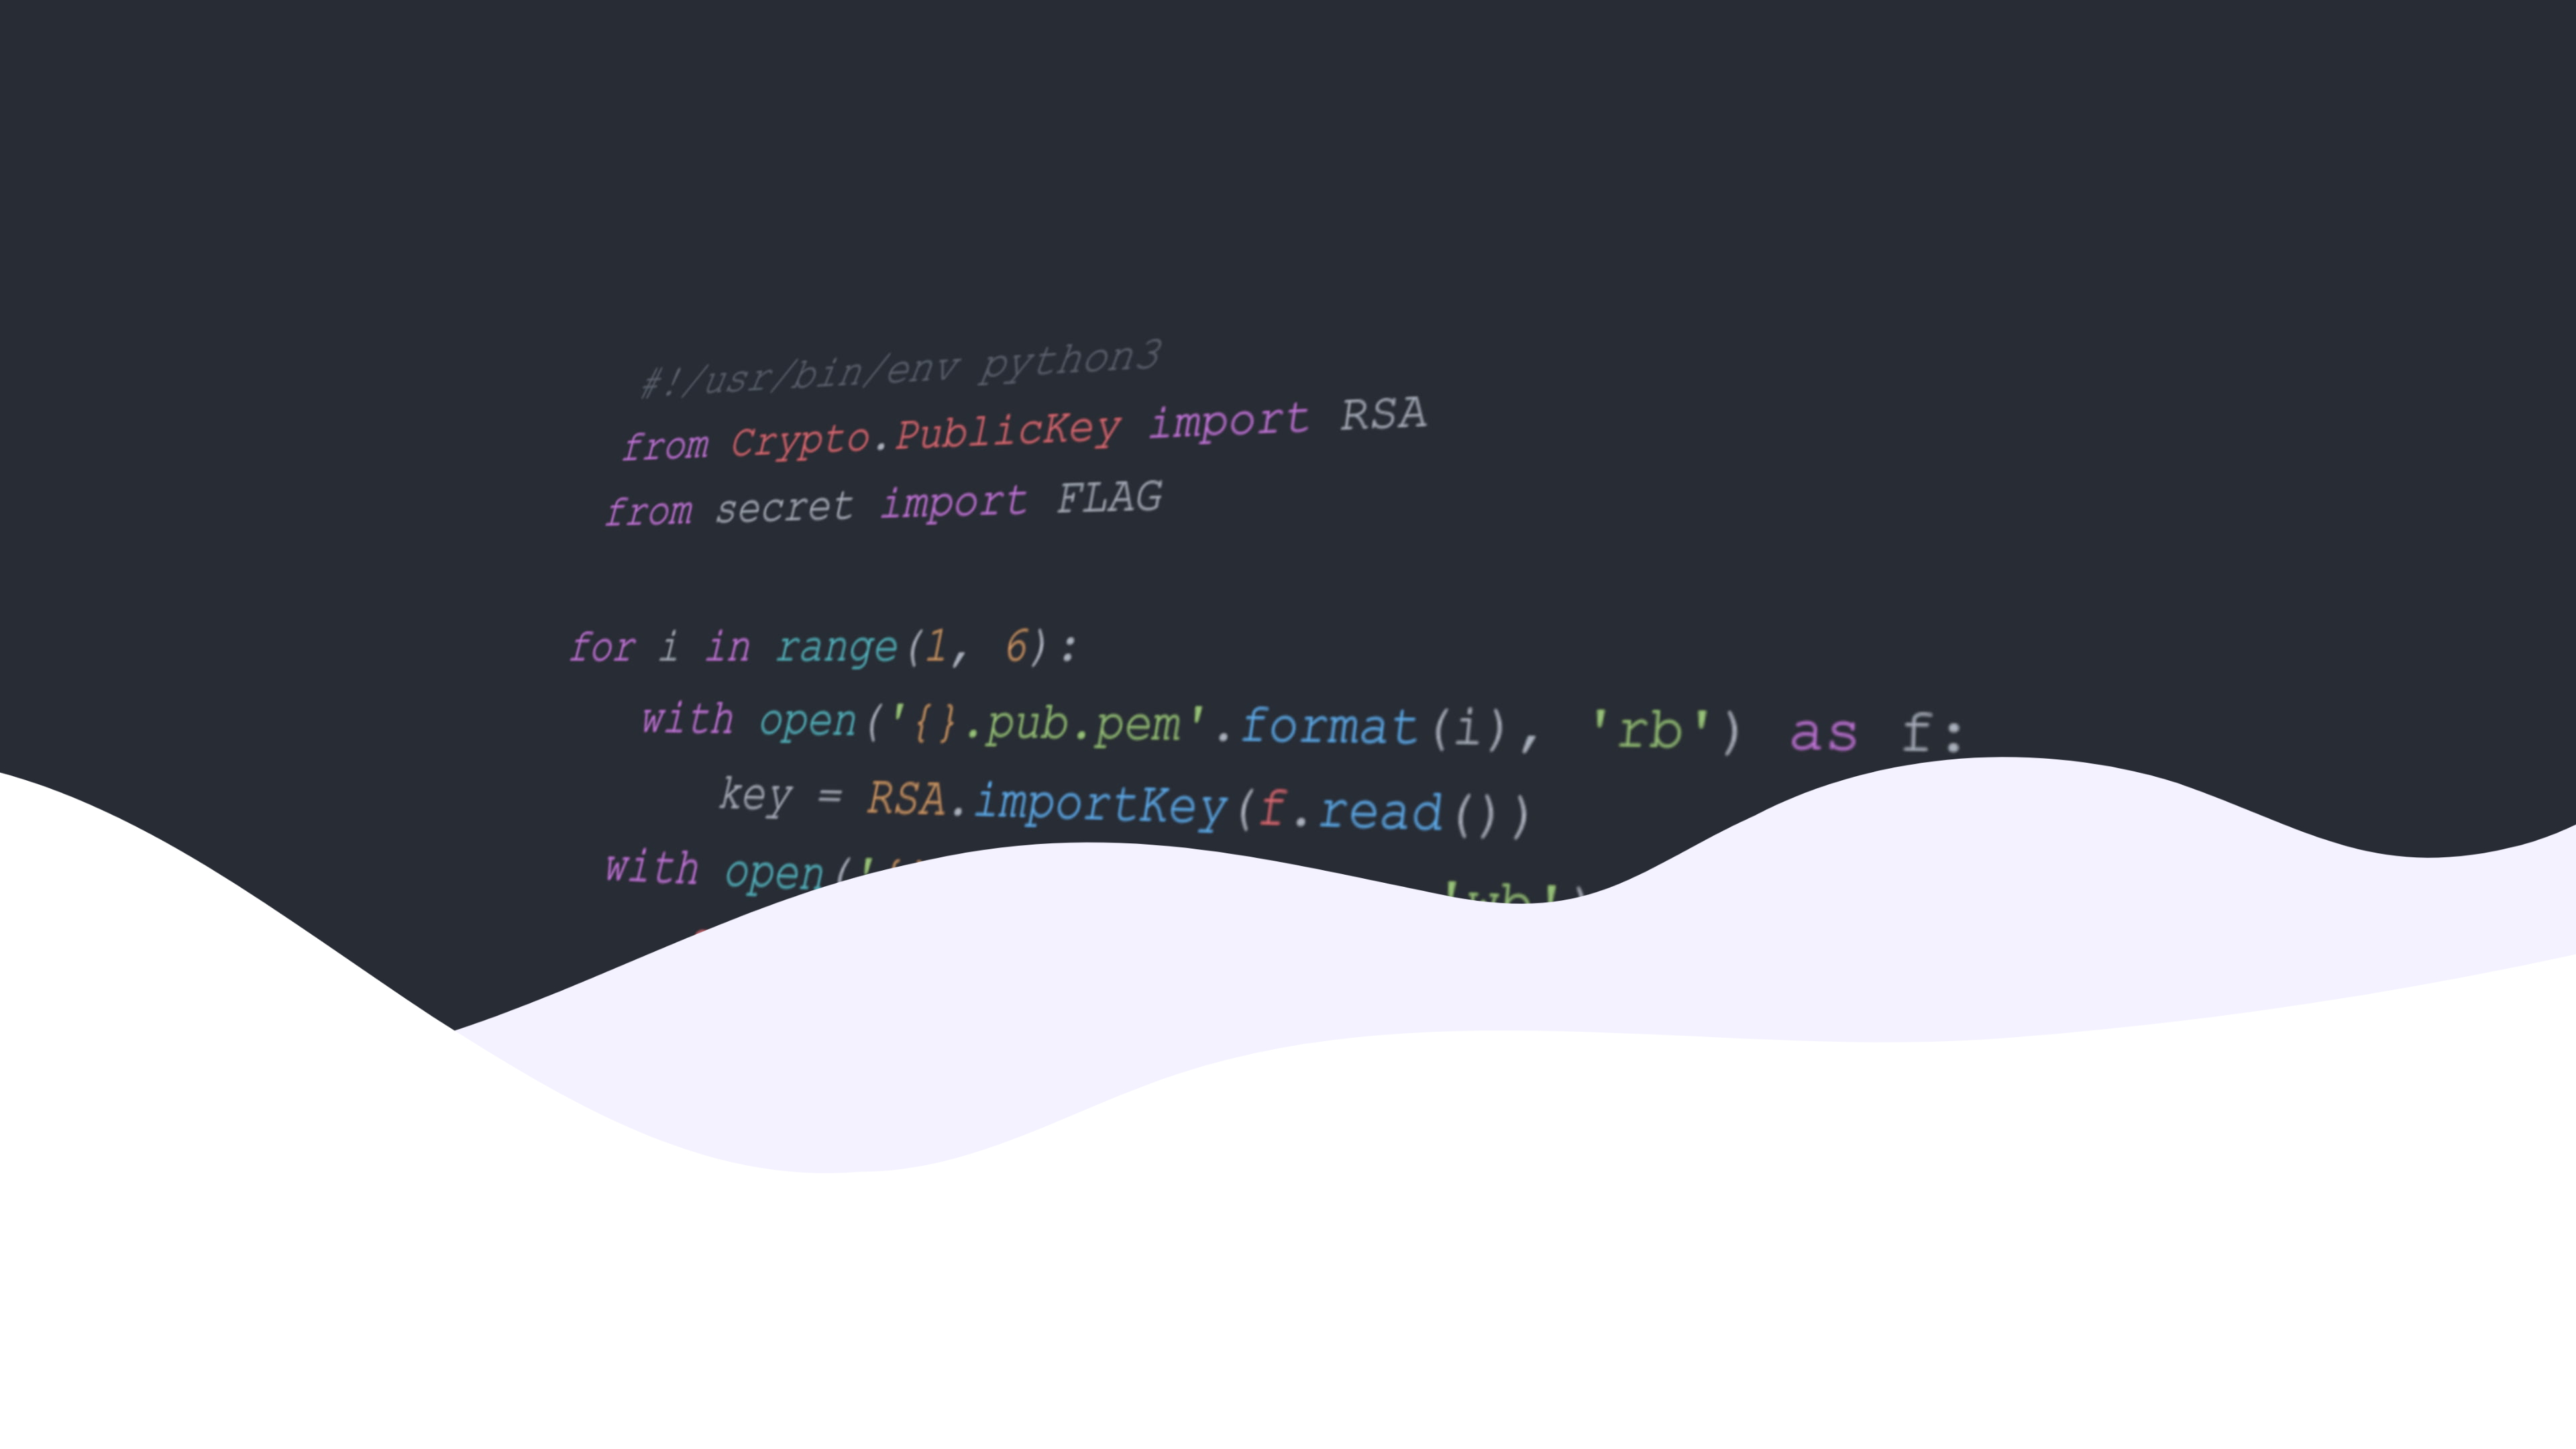 #!/usr/bin/env python3
from Crypto.PublicKey import RSA
from secret import FLAG
for i in range(1, 6):
with open('{}.pub.pem'.format(i), 'rb') as f:
key = RSA.importKey(f.read())
with open('{ 'wb')